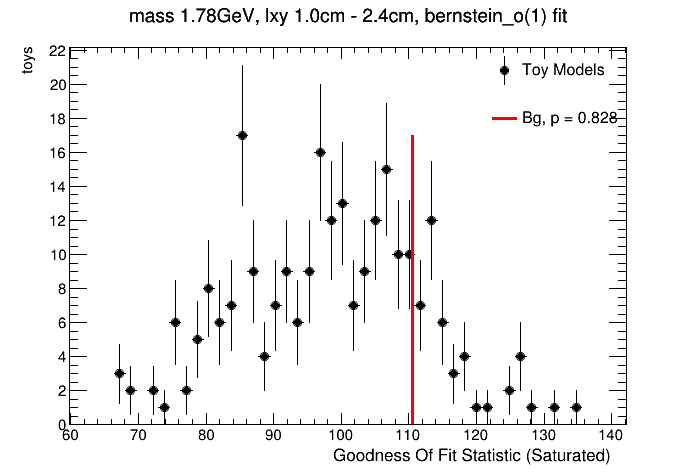 mass 1.78GeV, lxy 1.0cm - 2.4cm, bernstein_o(1) fit
toys
22
20
18
16
14
12
10
8
6
4
2
0
Toy Models
Bg, p = 0.828
60 70 80 90 100 110 120 130 140
Goodness Of Fit Statistic (Saturated)